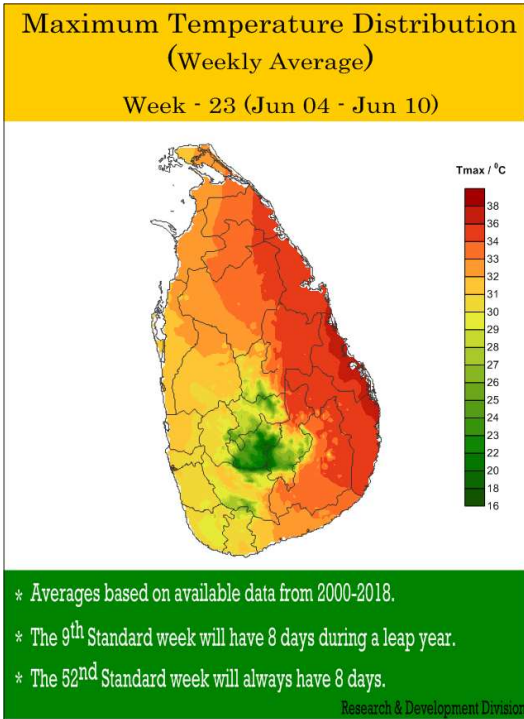 Maximum Temperature Distribution
(Weekly Average)
Week - 23 (Jun 04 - Jun 10)
Tmax / ⁰C
38
36
34
33
32
31
30
29
28
27
26
25
24
23
22
20
18
16
* Averages based on available data from 2000-2018.
* The 9th Standard week will have 8 days during a leap year.
* The 52nd Standard week will always have 8 days.
Research & Development Division